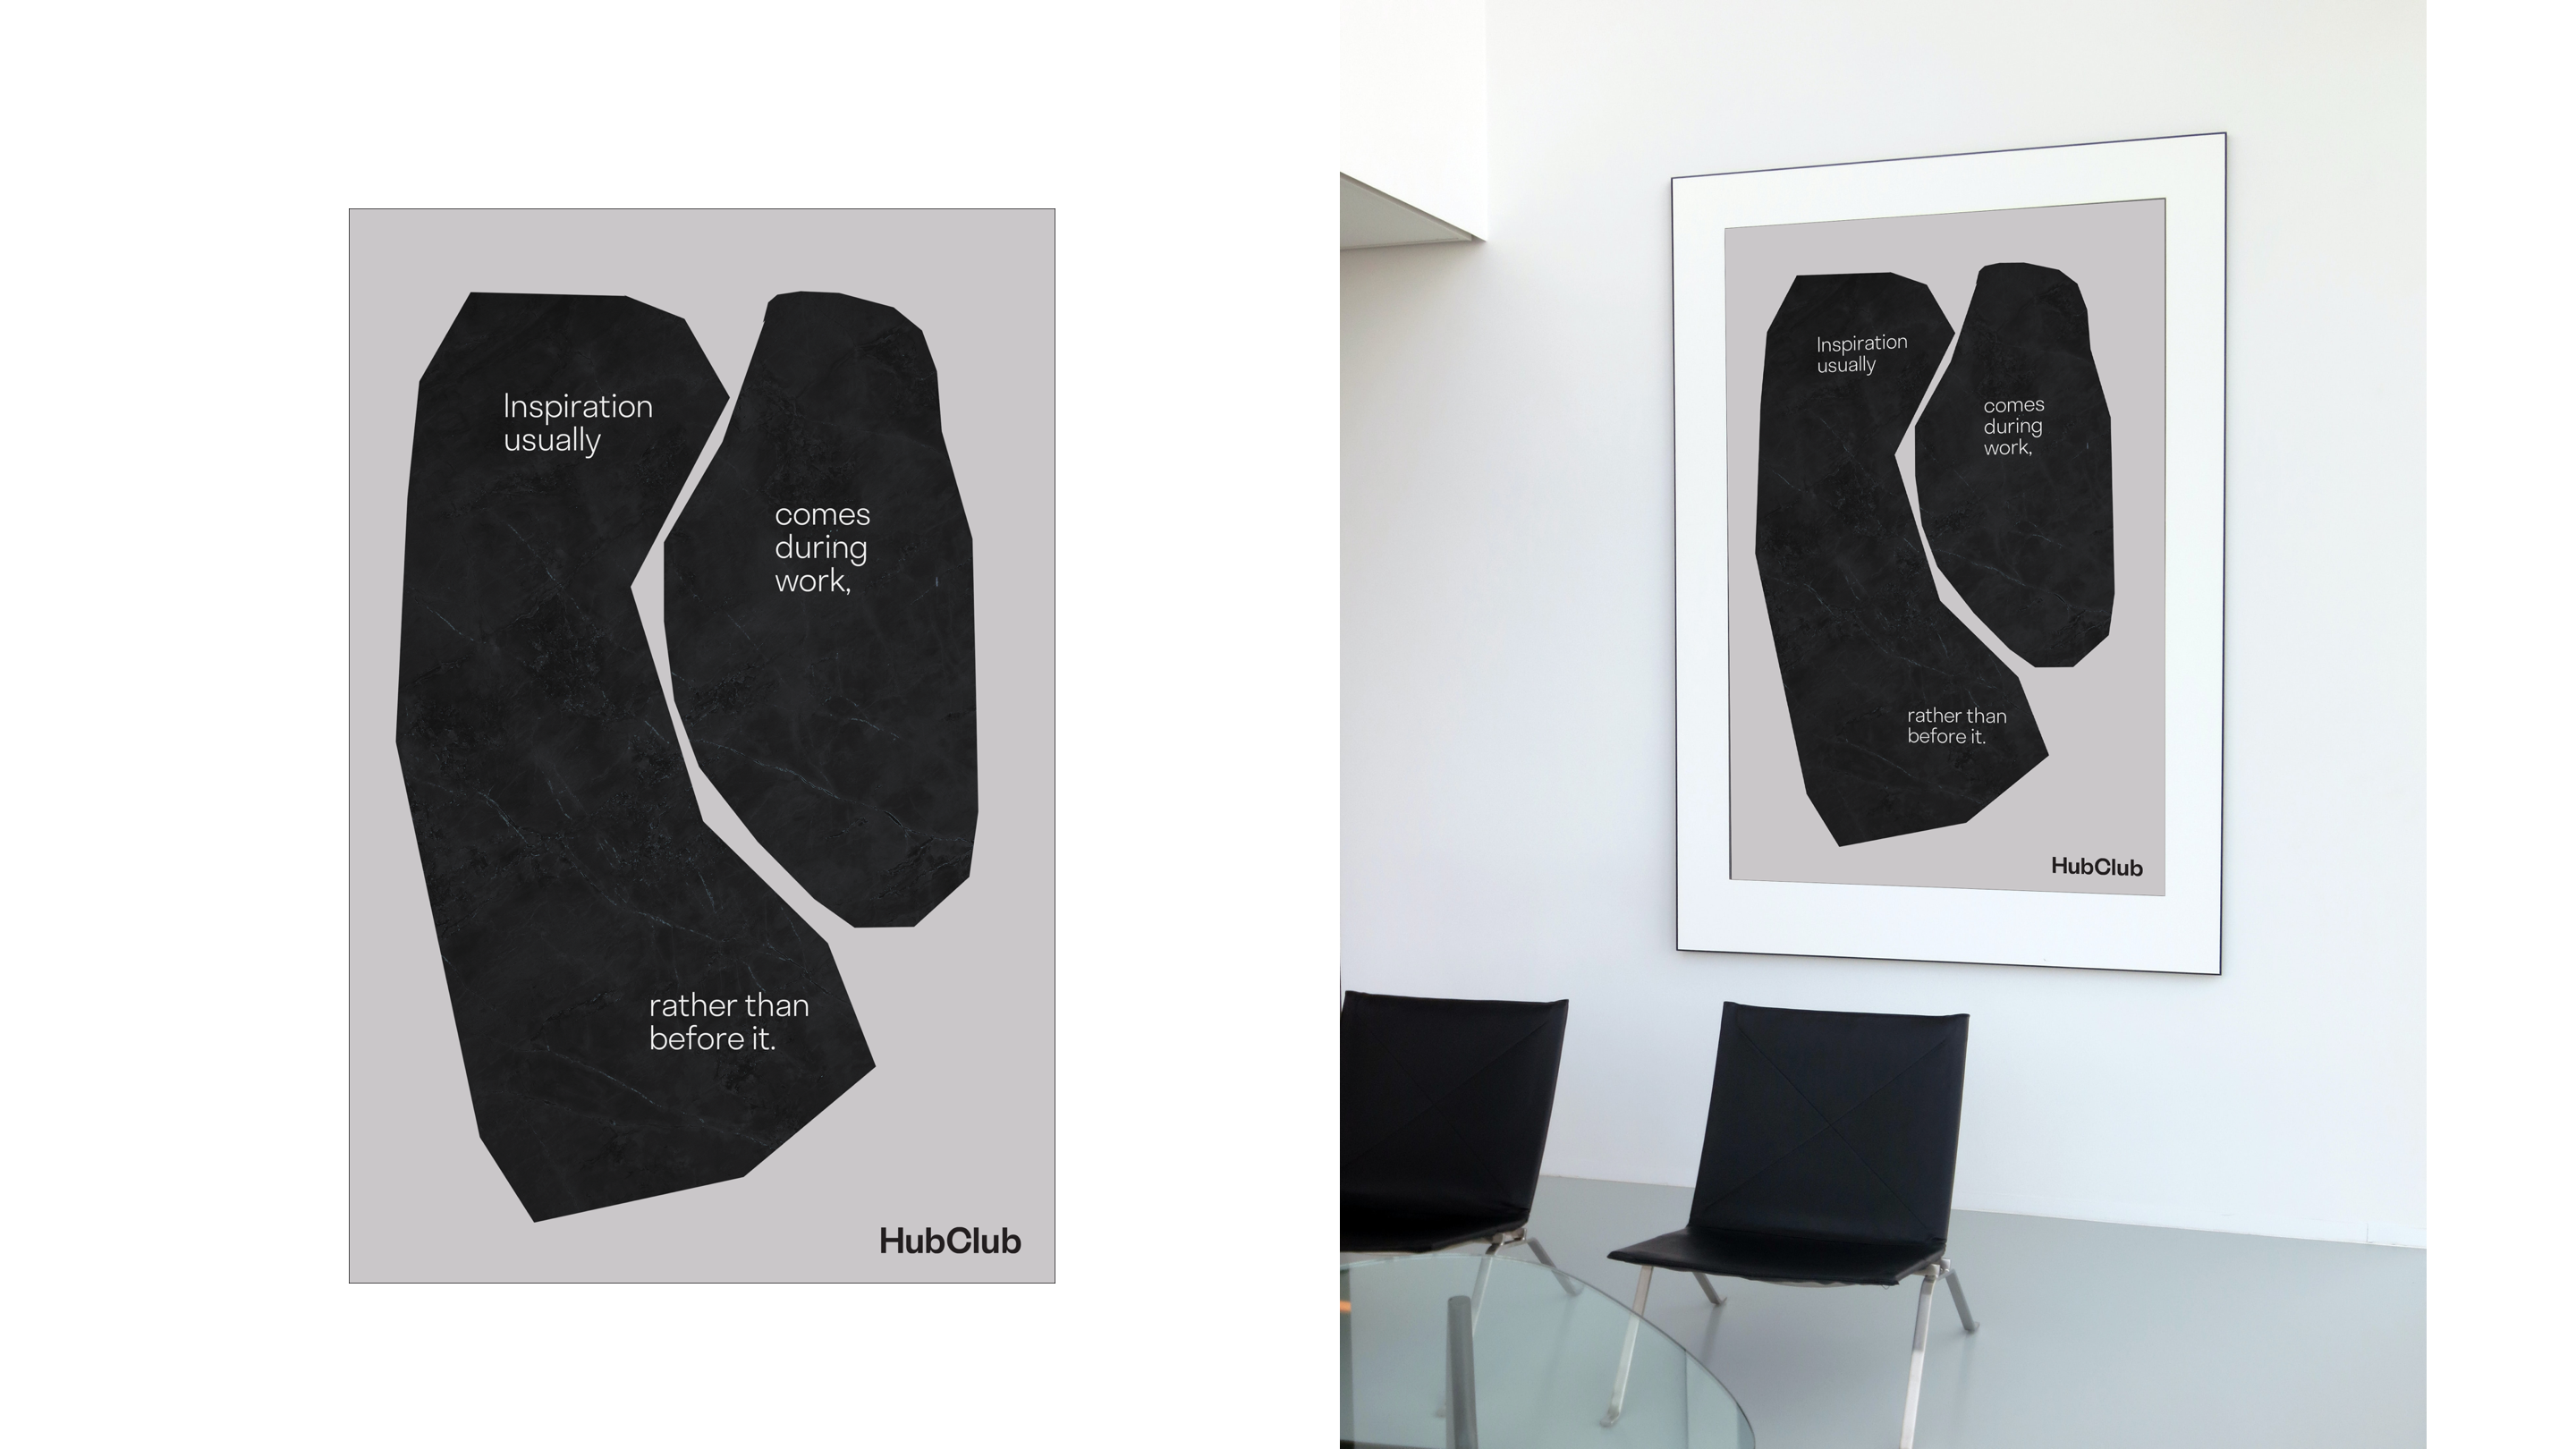 Inspiration
usually
comes
during
work,
rather than
before it.
HubClub
Inspiration
usually
comes
during
work,
rather than
before it.
HubClub